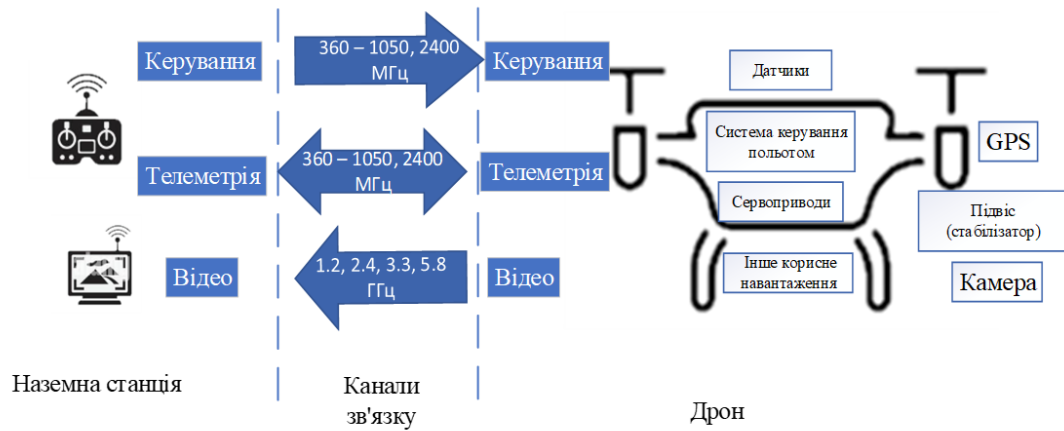 Керування
360 – 1050, 2400
МГц
Керування
Датчики
Система керування
польотом
GPS
Телеметрія
360 – 1050, 2400
МГц
Телеметрія
Сервоприводи
Підвіс
(стабілізатор)
Відео
1.2, 2.4, 3.3, 5.8
ГГц
Відео
Інше корисне
навантаження
Камера
Наземна станція
Канали
зв'язку
Дрон